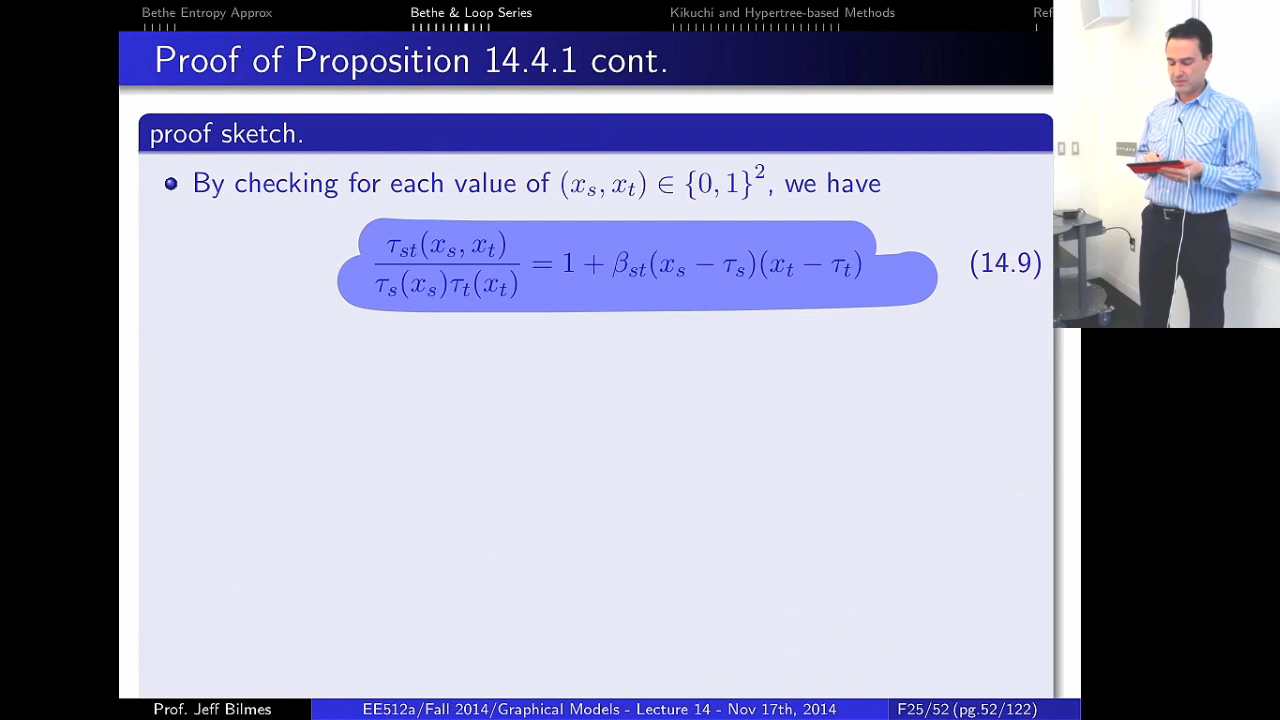 Bethe Entropy Approx Bethe & Loop Series Kikuchi and Hypertree-based Methods Ref
Proof of Proposition 14.4.1 cont.
proof sketch.
By checking for each value of (x_s, x_t) ∈ {0, 1}^2, we have
τ_st(x_s, x_t) / τ_s(x_s)τ_t(x_t) = 1 + β_st(x_s − τ_s)(x_t − τ_t) (14.9)
Prof. Jeff Bilmes EE512a/Fall 2014/Graphical Models - Lecture 14 - Nov 17th, 2014 F25/52 (pg.52/122)